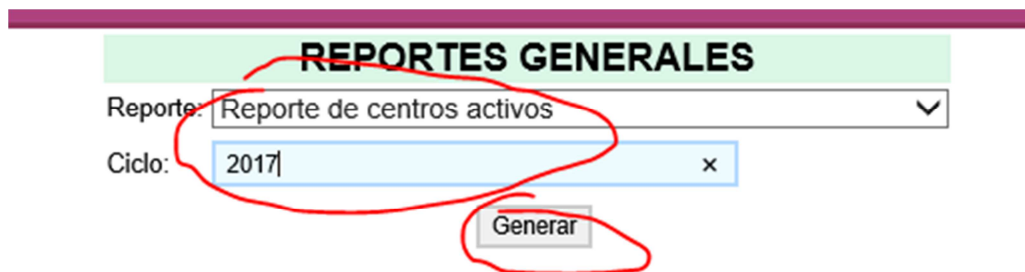 REPORTES GENERALES
Reporte: Reporte de centros activos
Ciclo: 2017
Generar